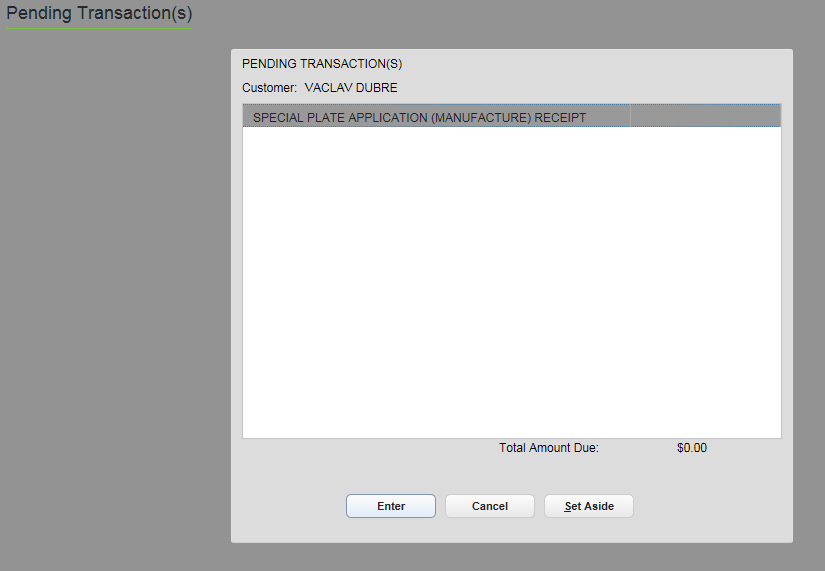 Pending Transaction(s)
PENDING TRANSACTION(S)
Customer: VACLAV DUBRE
SPECIAL PLATE APPLICATION (MANUFACTURE) RECEIPT
Total Amount Due: $0.00
Enter Cancel Set Aside